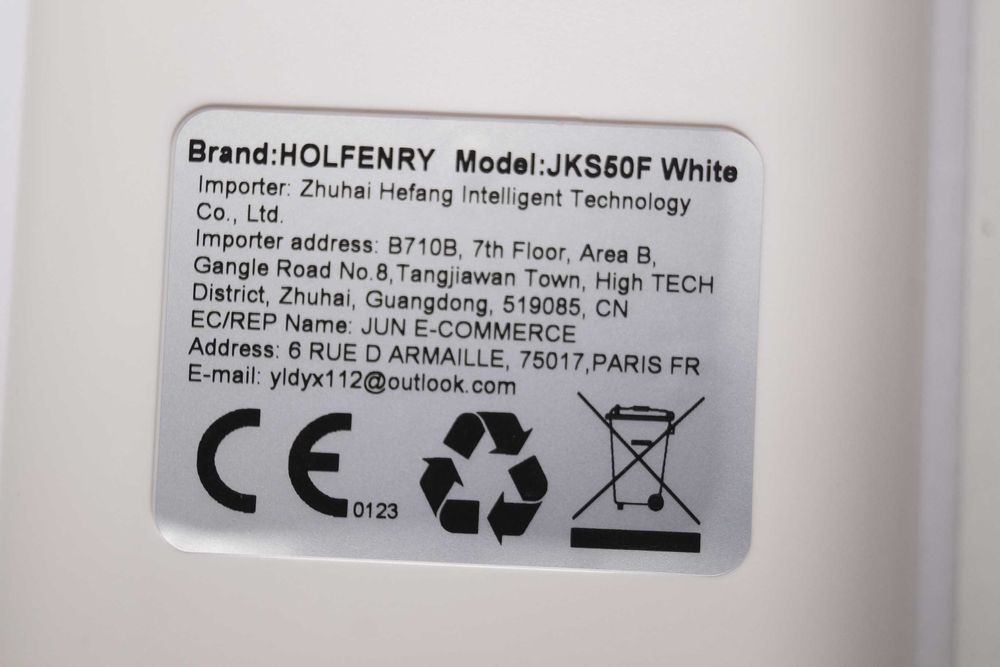 Brand:HOLFENRY Model:JKS50F White
Importer: Zhuhai Hefang Intelligent Technology
Co., Ltd.
Importer address: B710B, 7th Floor, Area B,
Gangle Road No.8,Tangjiawan Town, High TECH
District, Zhuhai, Guangdong, 519085, CN
EC/REP Name: JUN E-COMMERCE
Address: 6 RUE D ARMAILLE, 75017,PARIS FR
E-mail: yldyx112@outlook.com
CE 0123